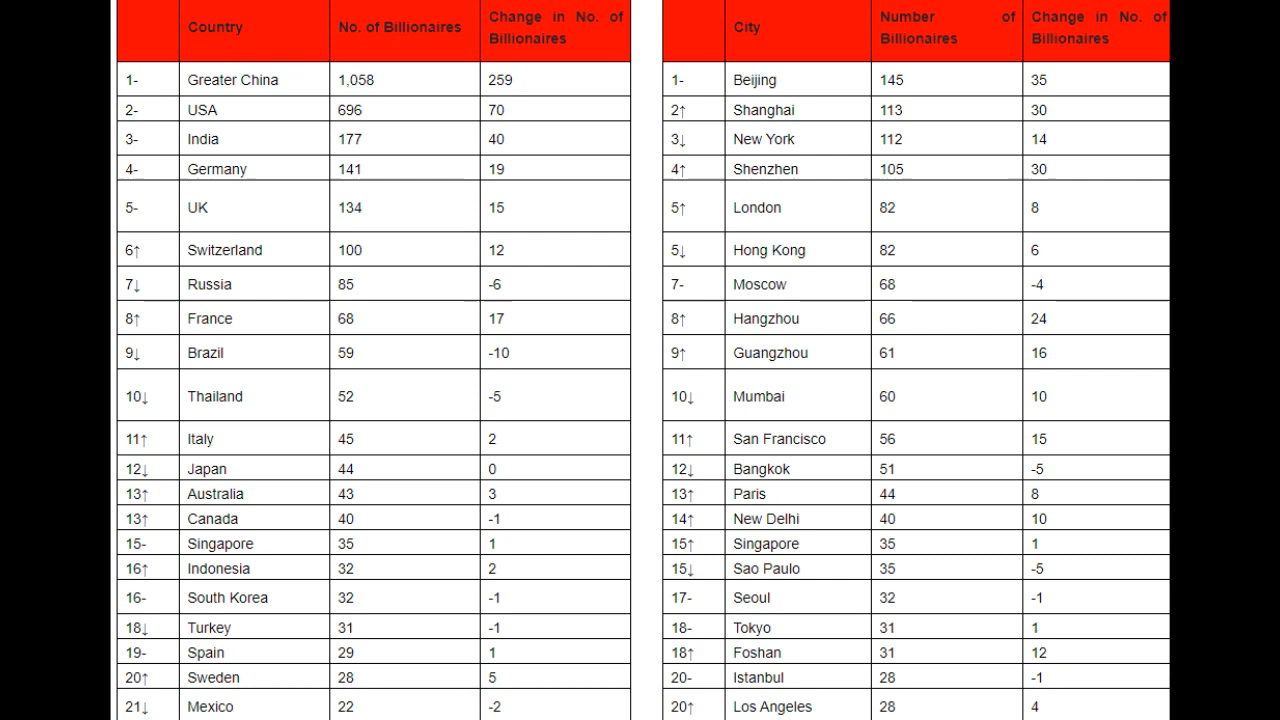 Country No. of Billionaires Change in No. of Billionaires
1- Greater China 1,058 259
2- USA 696 70
3- India 177 40
4- Germany 141 19
5- UK 134 15
6↑ Switzerland 100 12
7↓ Russia 85 -6
8↑ France 68 17
9↓ Brazil 59 -10
10↓ Thailand 52 -5
11↑ Italy 45 2
12↓ Japan 44 0
13↑ Australia 43 3
13↑ Canada 40 -1
15- Singapore 35 1
16↑ Indonesia 32 2
16- South Korea 32 -1
18↓ Turkey 31 -1
19- Spain 29 1
20↑ Sweden 28 5
21↓ Mexico 22 -2
City Number of Billionaires Change in No. of Billionaires
1- Beijing 145 35
2↑ Shanghai 113 30
3↓ New York 112 14
4↑ Shenzhen 105 30
5↑ London 82 8
5↓ Hong Kong 82 6
7- Moscow 68 -4
8↑ Hangzhou 66 24
9↑ Guangzhou 61 16
10↓ Mumbai 60 10
11↑ San Francisco 56 15
12↓ Bangkok 51 -5
13↑ Paris 44 8
14↑ New Delhi 40 10
15↑ Singapore 35 1
15↓ Sao Paulo 35 -5
17- Seoul 32 -1
18- Tokyo 31 1
18↑ Foshan 31 12
20- Istanbul 28 -1
20↑ Los Angeles 28 4